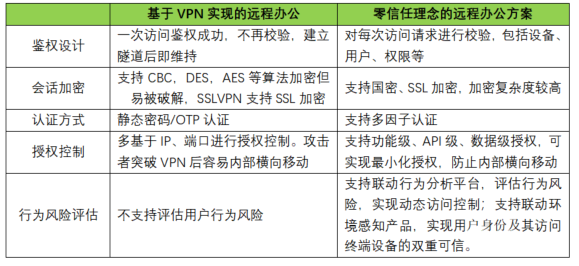 基于 VPN 实现的远程办公
零信任理念的远程办公方案
鉴权设计
一次访问鉴权成功，不再校验，建立
隧道后即维持
对每次访问请求进行校验，包括设备、
用户、权限等
会话加密
支持 CBC，DES，AES 等算法加密但
易被破解，SSLVPN 支持 SSL 加密
支持国密、SSL 加密，加密复杂度较高
认证方式
静态密码/OTP 认证
支持多因子认证
授权控制
多基于 IP、端口进行授权控制。攻击
者突破 VPN 后容易内部横向移动
支持功能级、API 级、数据级授权，可
实现最小化授权，防止内部横向移动
行为风险评估
不支持评估用户行为风险
支持联动行为分析平台，评估行为风
险，实现动态访问控制；支持联动环
境感知产品，实现用户身份及其访问
终端设备的双重可信。